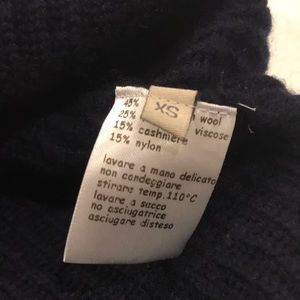 XS
45% wool
25% viscose
15% cashmere
15% nylon
lavare a mano delicato
non candeggiare
stirare temp.110°C
lavare a secco
no asciugatrice
asciugare disteso